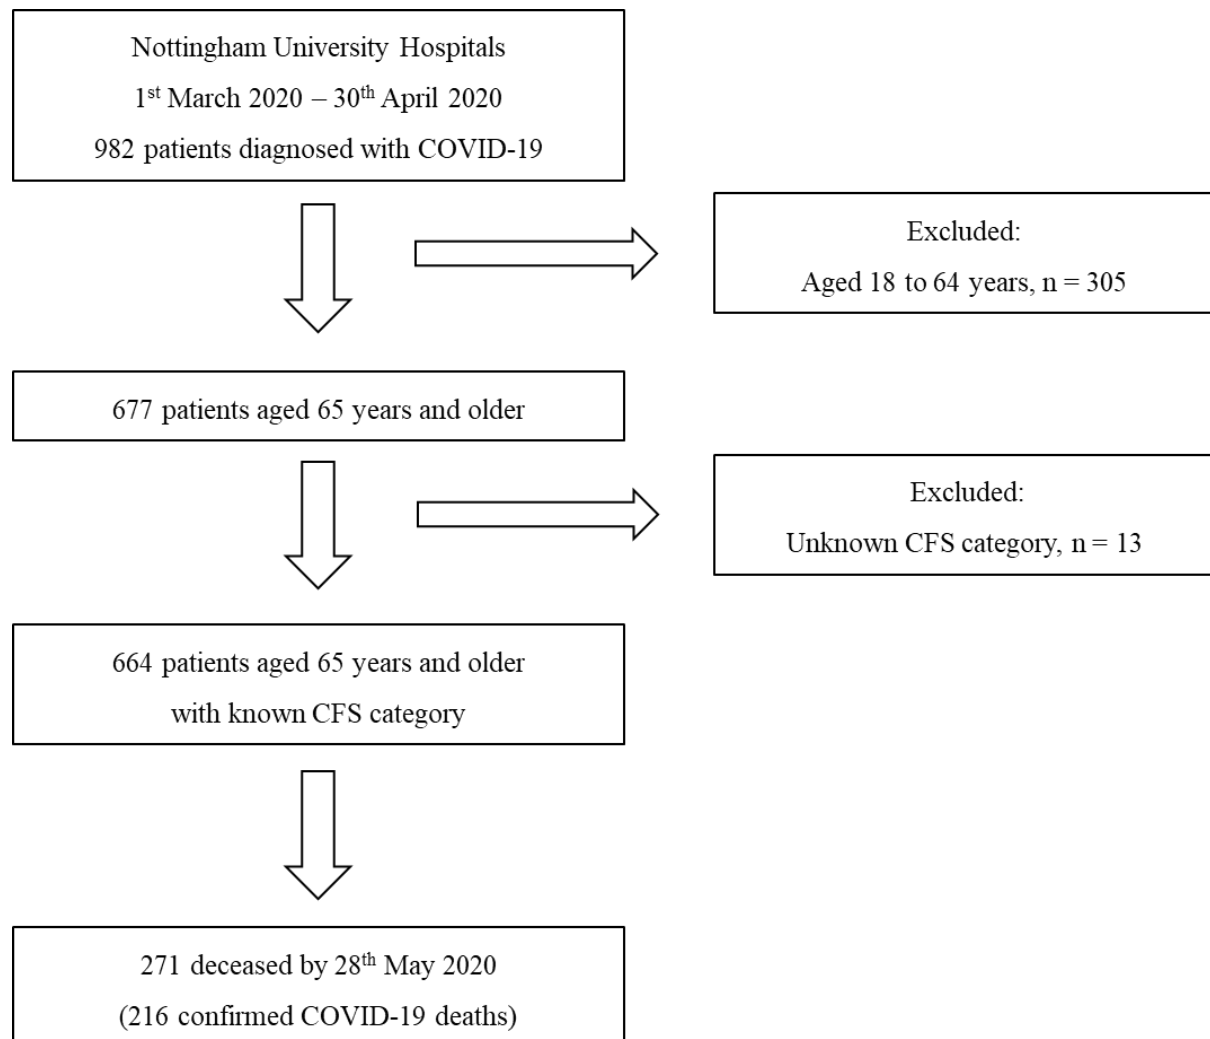 Nottingham University Hospitals
1st March 2020 – 30th April 2020
982 patients diagnosed with COVID-19
Excluded:
Aged 18 to 64 years, n = 305
677 patients aged 65 years and older
Excluded:
Unknown CFS category, n = 13
664 patients aged 65 years and older
with known CFS category
271 deceased by 28th May 2020
(216 confirmed COVID-19 deaths)